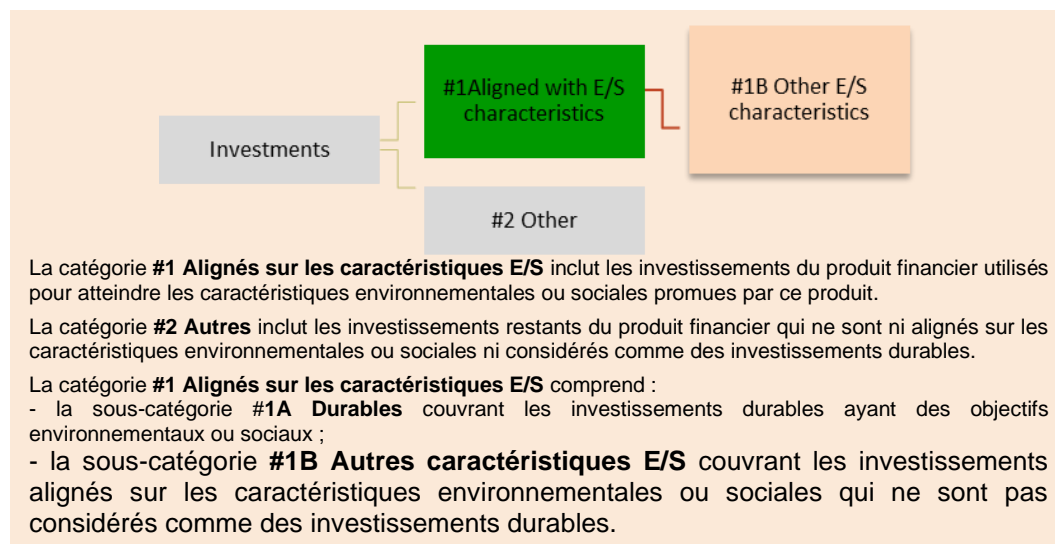 #1Aligned with E/S
characteristics
#1B Other E/S
characteristics
Investments
#2 Other
La catégorie #1 Alignés sur les caractéristiques E/S inclut les investissements du produit financier utilisés
pour atteindre les caractéristiques environnementales ou sociales promues par ce produit.
La catégorie #2 Autres inclut les investissements restants du produit financier qui ne sont ni alignés sur les
caractéristiques environnementales ou sociales ni considérés comme des investissements durables.
La catégorie #1 Alignés sur les caractéristiques E/S comprend :
- la sous-catégorie #1A Durables couvrant les investissements durables ayant des objectifs
environnementaux ou sociaux ;
- la sous-catégorie #1B Autres caractéristiques E/S couvrant les investissements
alignés sur les caractéristiques environnementales ou sociales qui ne sont pas
considérés comme des investissements durables.